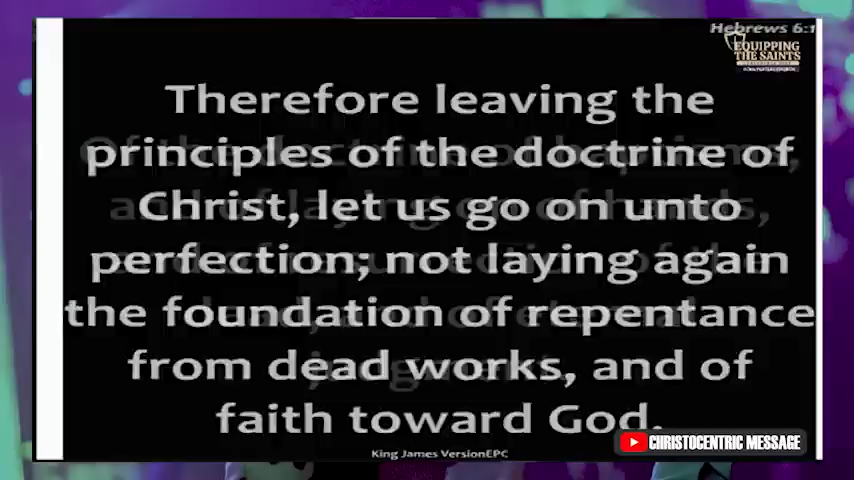 Hebrews 6:1
EQUIPPING
THE SAINTS
Therefore leaving the
principles of the doctrine of
Christ, let us go on unto
perfection; not laying again
the foundation of repentance
from dead works, and of
faith toward God.
King James VersionEPC
CHRISTOCENTRIC MESSAGE